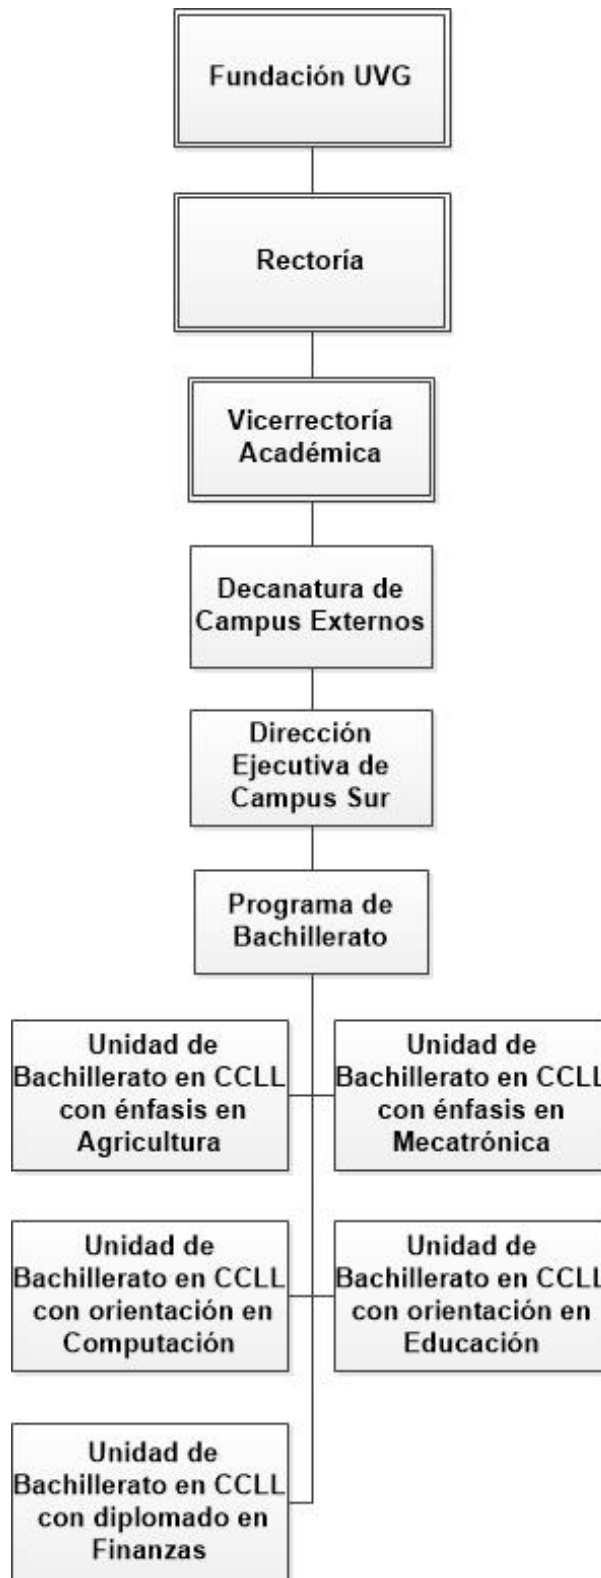 Fundación UVG
Rectoría
Vicerrectoría
Académica
Decanatura de
Campus Externos
Dirección
Ejecutiva de
Campus Sur
Programa de
Bachillerato
Unidad de
Bachillerato en CCLL
con énfasis en
Agricultura
Unidad de
Bachillerato en CCLL
con énfasis en
Mecatrónica
Unidad de
Bachillerato en CCLL
con orientación en
Computación
Unidad de
Bachillerato en CCLL
con orientación en
Educación
Unidad de
Bachillerato en CCLL
con diplomado en
Finanzas